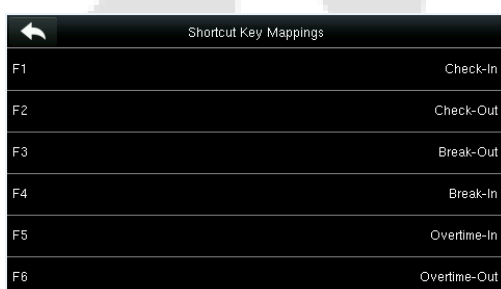 Shortcut Key Mappings
F1 Check-In
F2 Check-Out
F3 Break-Out
F4 Break-In
F5 Overtime-In
F6 Overtime-Out